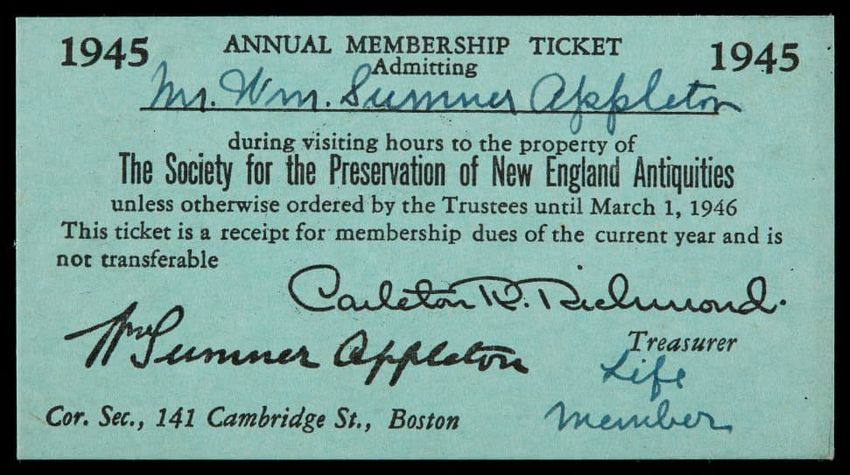 1945 ANNUAL MEMBERSHIP TICKET 1945
Admitting
Mr. Wm. Sumner Appleton
during visiting hours to the property of
The Society for the Preservation of New England Antiquities
unless otherwise ordered by the Trustees until March 1, 1946
This ticket is a receipt for membership dues of the current year and is
not transferable
Carleton R. Richmond.
Treasurer
Wm Sumner Appleton
Life
Member
Cor. Sec., 141 Cambridge St., Boston